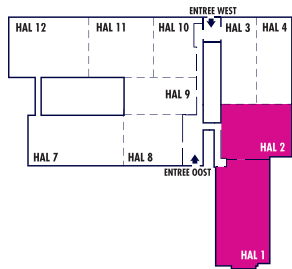 ENTREE WEST
HAL 12
HAL 11
HAL 10
HAL 3
HAL 4
HAL 9
HAL 7
HAL 8
HAL 2
ENTREE OOST
HAL 1